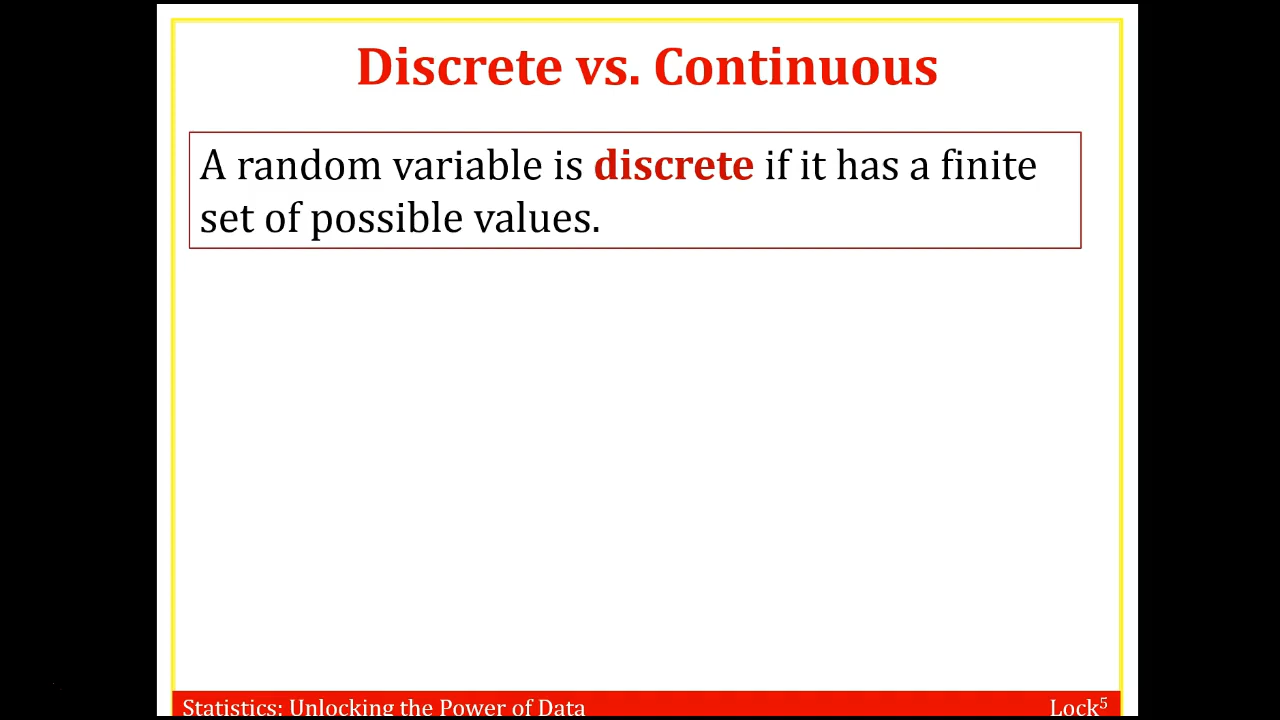 Discrete vs. Continuous
A random variable is discrete if it has a finite
set of possible values.
Statistics: Unlocking the Power of Data
Lock⁵